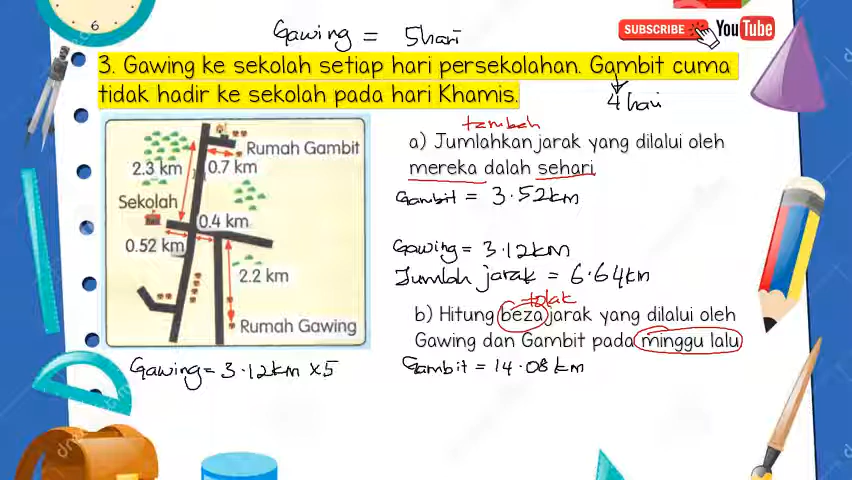 6
Gawing = 5 hari
SUBSCRIBE YouTube
3. Gawing ke sekolah setiap hari persekolahan. Gambit cuma
tidak hadir ke sekolah pada hari Khamis.
4 hari
tambah
a) Jumlahkan jarak yang dilalui oleh
mereka dalah sehari
Gambit = 3.52km
Gawing = 3.12km
Jumlah jarak = 6.64km
tolak
b) Hitung beza jarak yang dilalui oleh
Gawing dan Gambit pada minggu lalu
Gambit = 14.08 km
Rumah Gambit
2.3 km
0.7 km
Sekolah
0.4 km
0.52 km
2.2 km
Rumah Gawing
Gawing = 3.12km x5